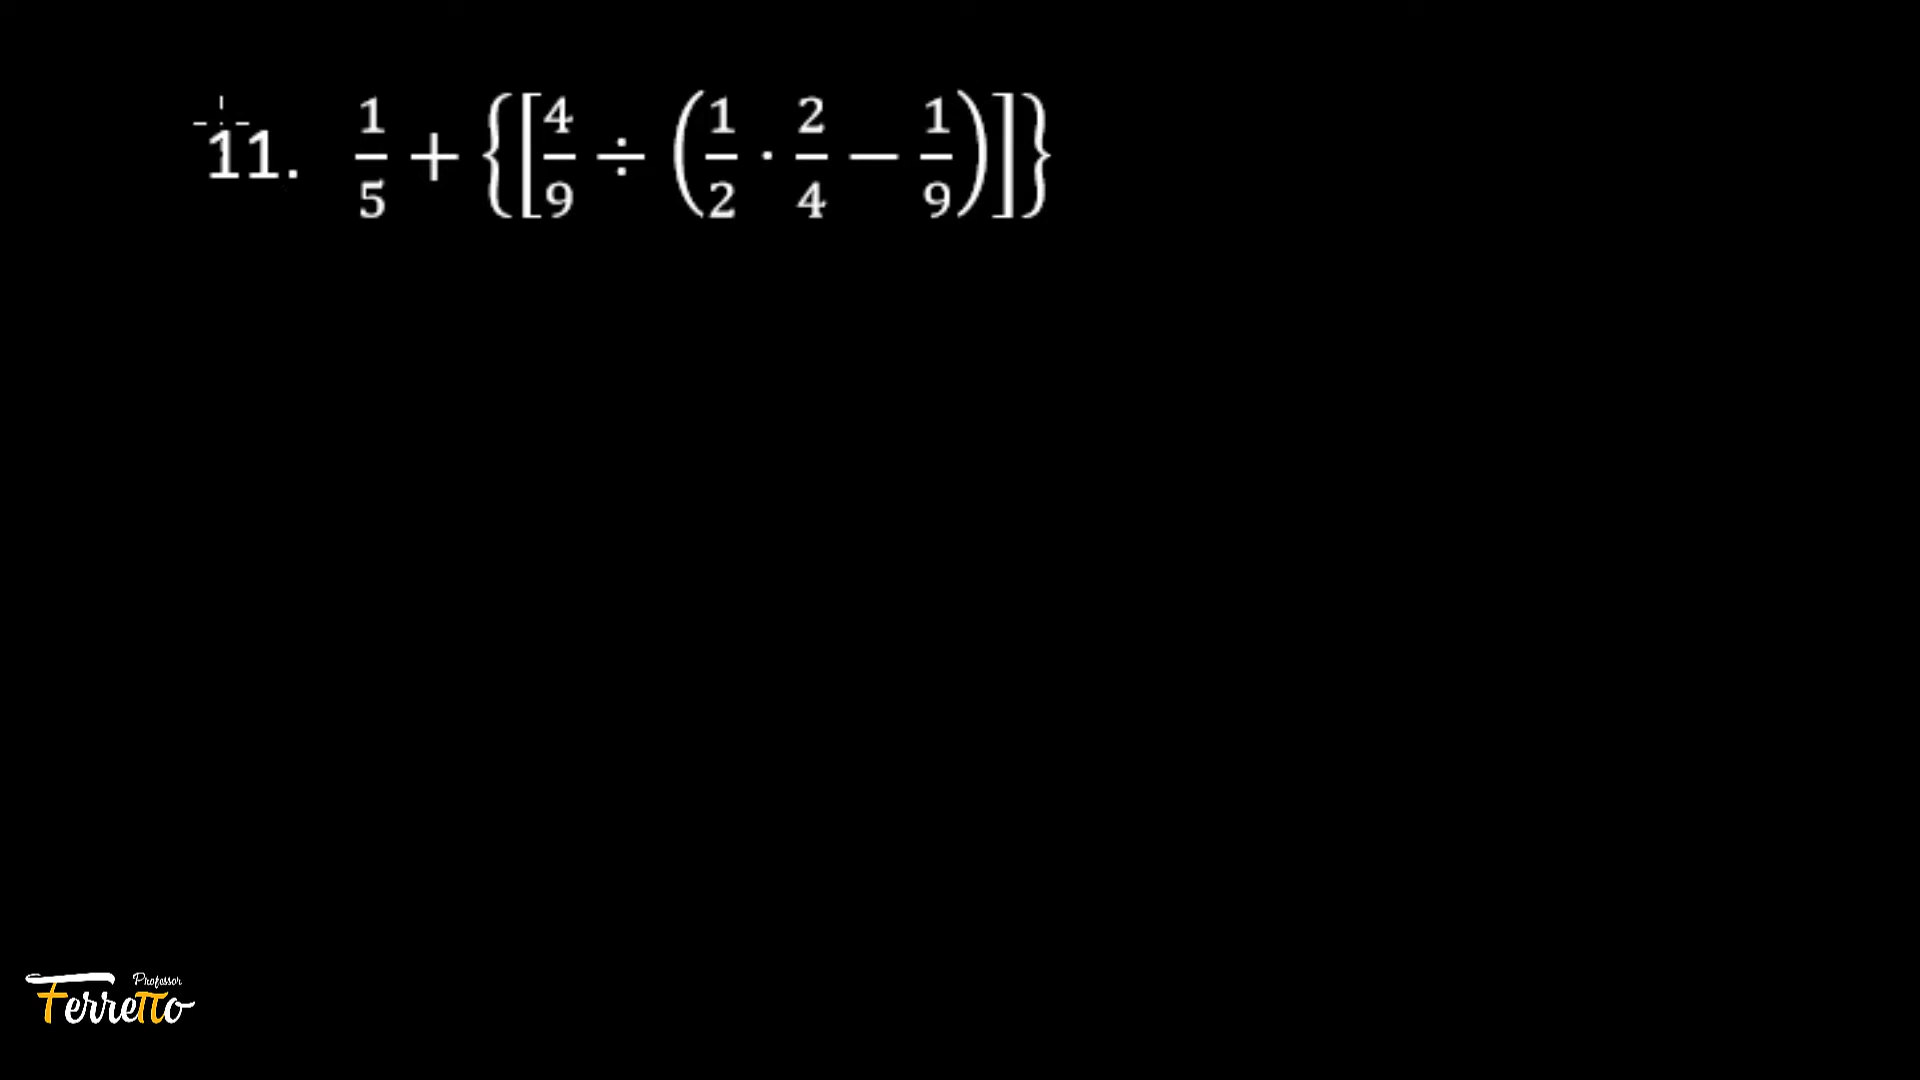 11. 1/5 + {[4/9 ÷ (1/2 · 2/4 − 1/9)]}
Professor
Ferretto